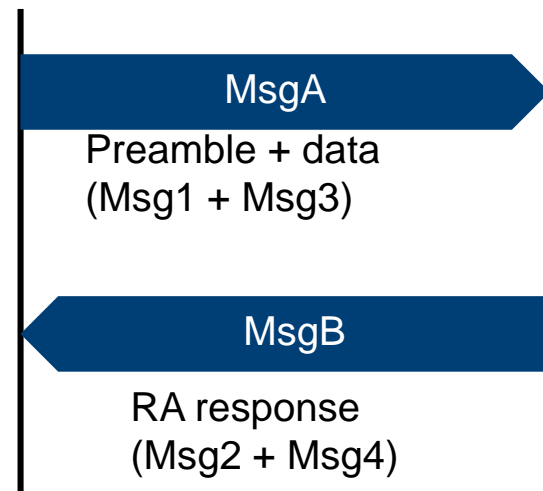 MsgA
Preamble + data
(Msg1 + Msg3)
MsgB
RA response
(Msg2 + Msg4)